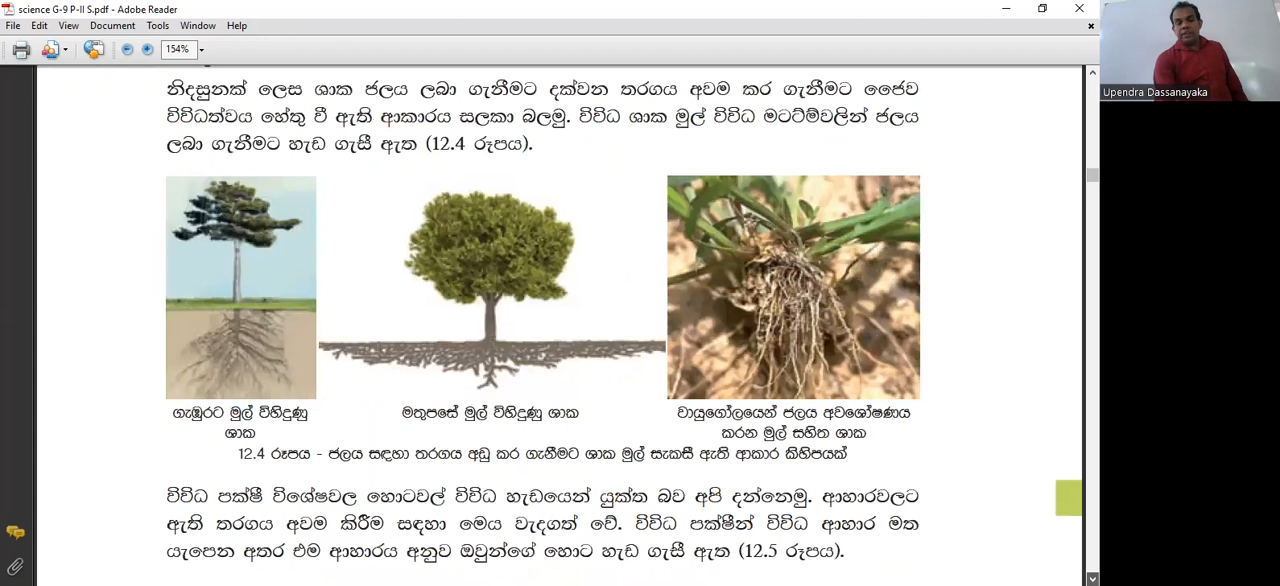 science G-9 P-II S.pdf - Adobe Reader
File Edit View Document Tools Window Help
154%
Upendra Dassanayaka
නිදසුනක් ලෙස ශාක ජලය ලබා ගැනීමට දක්වන තරගය අවම කර ගැනීමට ජෛව
විවිධත්වය හේතු වී ඇති ආකාරය සලකා බලමු. විවිධ ශාක මුල් විවිධ මට්ටම්වලින් ජලය
ලබා ගැනීමට හැඩ ගැසී ඇත (12.4 රූපය).
ගැඹුරට මුල් විහිදුණු
ශාක
මතුපසේ මුල් විහිදුණු ශාක
වායුගෝලයෙන් ජලය අවශෝෂණය
කරන මුල් සහිත ශාක
12.4 රූපය - ජලය සඳහා තරගය අඩු කර ගැනීමට ශාක මුල් සැකසී ඇති ආකාර කිහිපයක්
විවිධ පක්ෂි විශේෂවල හොටවල් විවිධ හැඩයෙන් යුක්ත බව අපි දන්නෙමු. ආහාරවලට
ඇති තරගය අවම කිරීම සඳහා මෙය වැදගත් වේ. විවිධ පක්ෂීන් විවිධ ආහාර මත
යැපෙන අතර එම ආහාරය අනුව ඔවුන්ගේ හොට හැඩ ගැසී ඇත (12.5 රූපය).